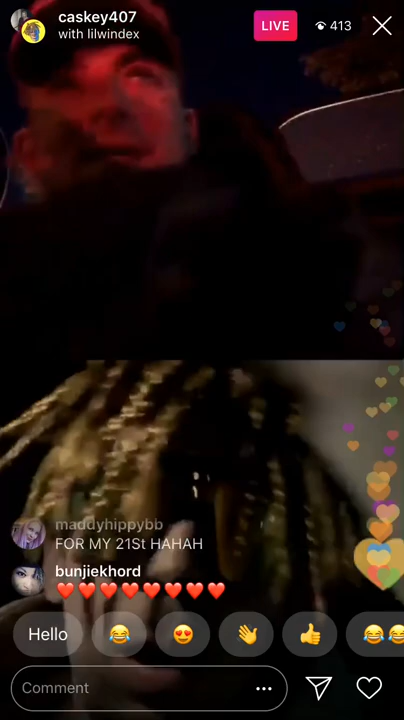 caskey407
with lilwindex
LIVE
413
maddyhippybb
FOR MY 21St HAHAH
bunjiekhord
❤️❤️❤️❤️❤️❤️❤️❤️
Hello
Comment